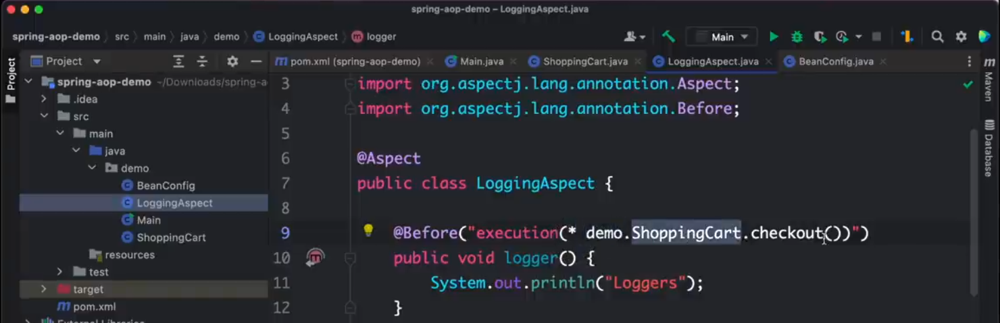 spring-aop-demo – LoggingAspect.java
spring-aop-demo src main java demo LoggingAspect logger
Main
Project
Project
pom.xml (spring-aop-demo)
Main.java
ShoppingCart.java
LoggingAspect.java
BeanConfig.java
Maven
Database
spring-aop-demo ~/Downloads/spring-a
.idea
src
main
java
demo
BeanConfig
LoggingAspect
Main
ShoppingCart
resources
test
target
pom.xml
External Libraries
3 import org.aspectj.lang.annotation.Aspect;
4 import org.aspectj.lang.annotation.Before;
5
6 @Aspect
7 public class LoggingAspect {
8
9 @Before("execution(* demo.ShoppingCart.checkout())")
10 public void logger() {
11 System.out.println("Loggers");
12 }